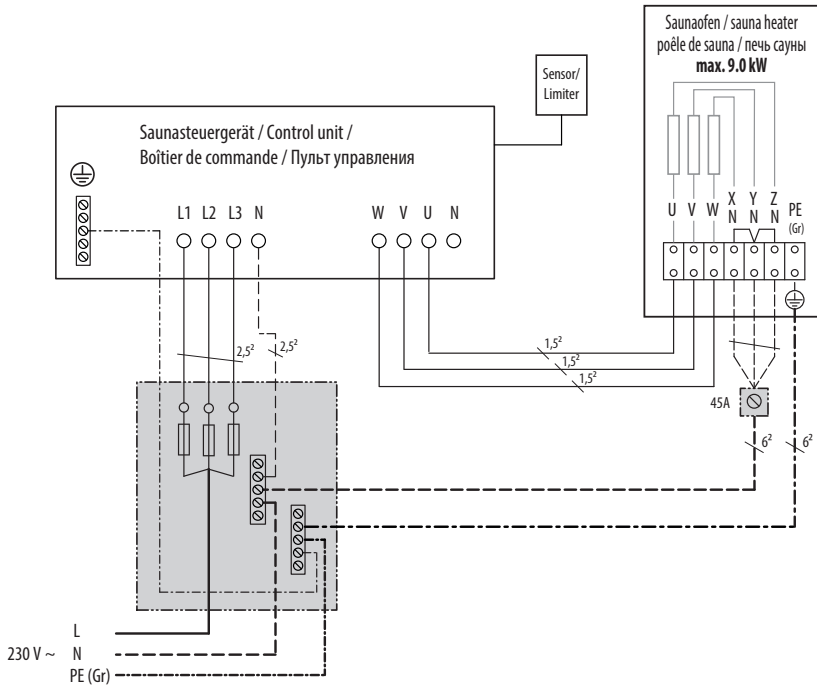 Saunaofen / sauna heater
poêle de sauna / печь сауны
max. 9.0 kW
Sensor/
Limiter
Saunasteuergerät / Control unit /
Boîtier de commande / Пульт управления
L1 L2 L3 N
W V U N
U V W X Y Z PE
N N N (Gr)
2,5²
2,5²
1,5²
1,5²
1,5²
45A
6²
6²
L
230 V ~ N
PE (Gr)